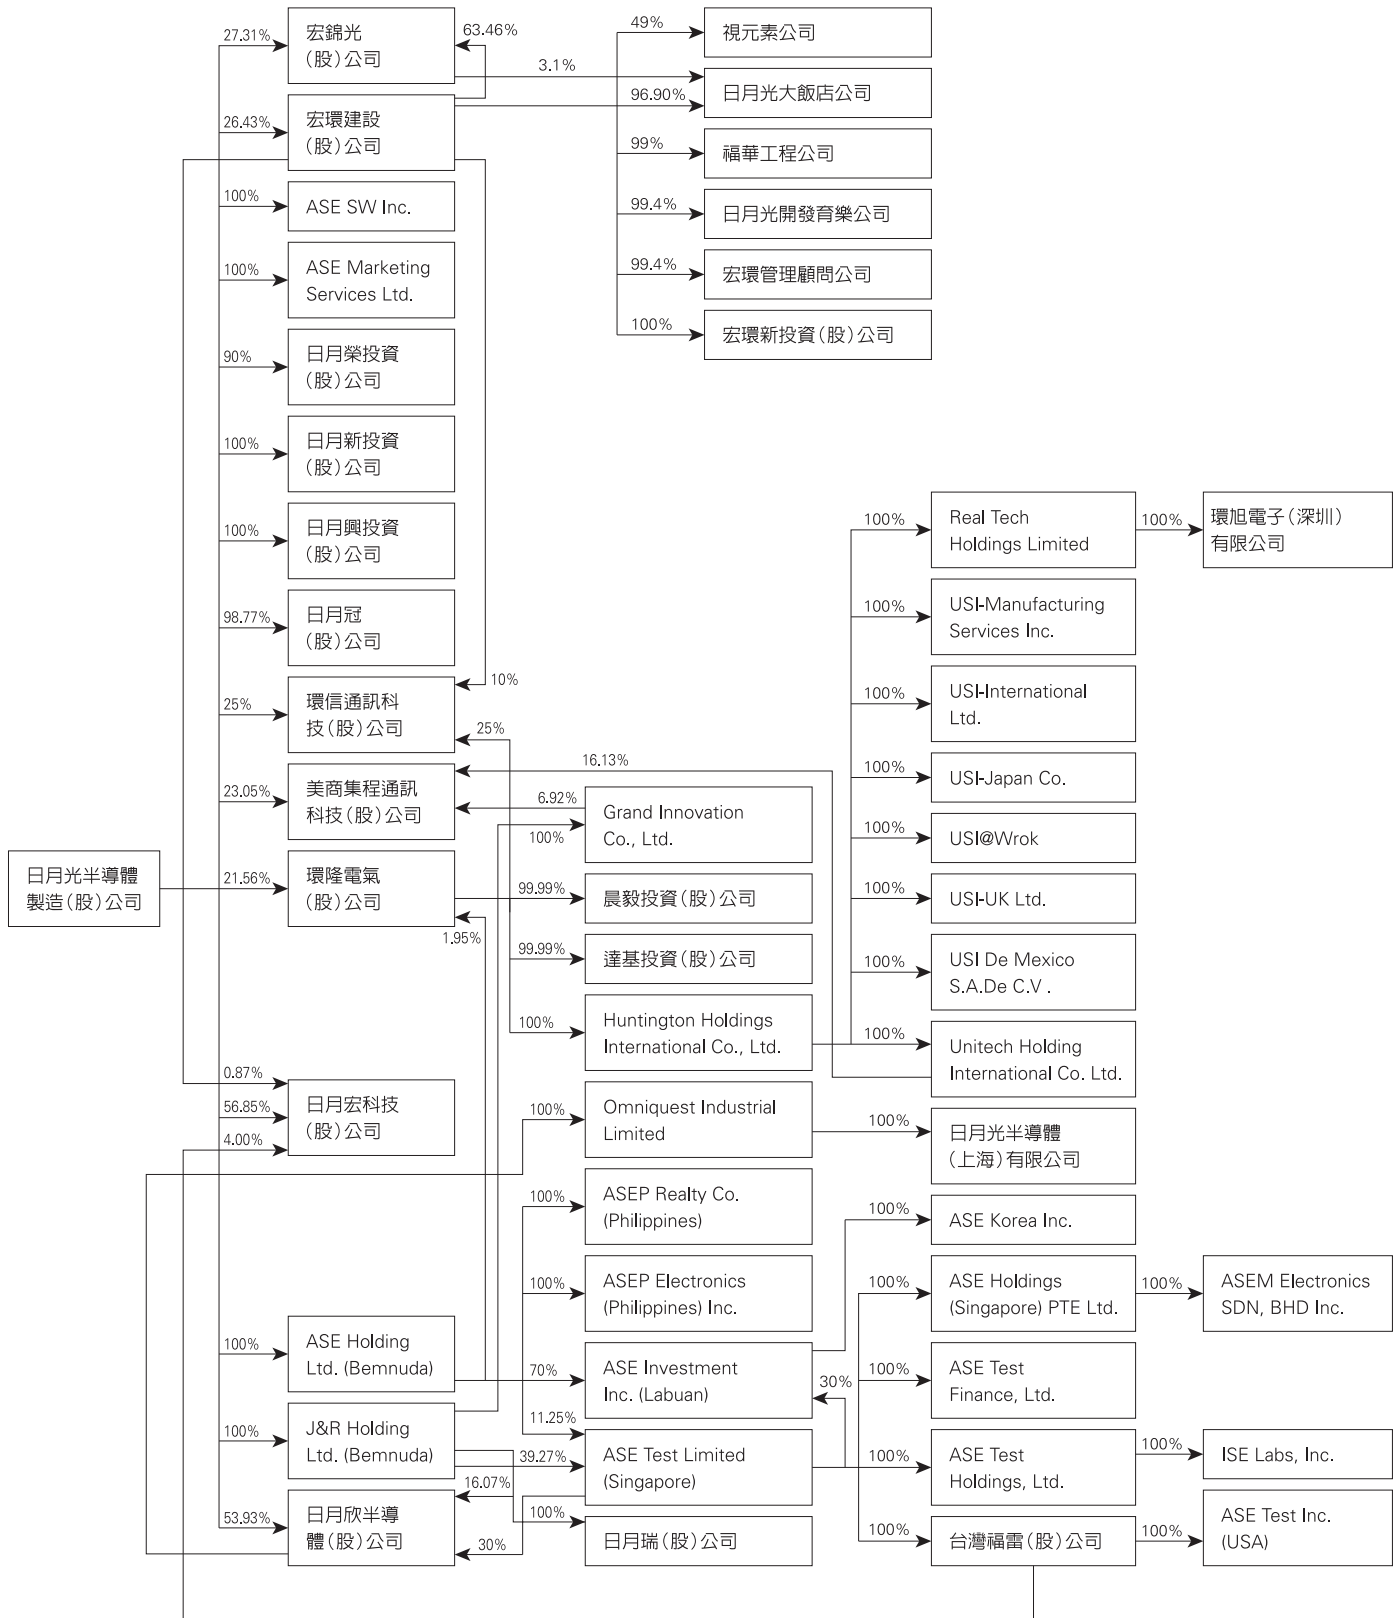 宏錦光
(股)公司
27.31%
63.46%
49%
視元素公司
3.1%
日月光大飯店公司
96.90%
宏環建設
(股)公司
26.43%
99%
福華工程公司
100%
ASE SW Inc.
99.4%
日月光開發育樂公司
100%
ASE Marketing
Services Ltd.
99.4%
宏環管理顧問公司
100%
宏環新投資(股)公司
90%
日月榮投資
(股)公司
100%
日月新投資
(股)公司
100%
日月興投資
(股)公司
100%
Real Tech
Holdings Limited
100%
環旭電子(深圳)
有限公司
98.77%
日月冠
(股)公司
100%
USI-Manufacturing
Services Inc.
10%
25%
環信通訊科
技(股)公司
25%
100%
USI-International
Ltd.
16.13%
23.05%
美商集程通訊
科技(股)公司
6.92%
100%
Grand Innovation
Co., Ltd.
100%
USI-Japan Co.
100%
USI@Wrok
日月光半導體
製造(股)公司
21.56%
環隆電氣
(股)公司
1.95%
99.99%
晨毅投資(股)公司
100%
USI-UK Ltd.
99.99%
達基投資(股)公司
100%
USI De Mexico
S.A.De C.V .
100%
Huntington Holdings
International Co., Ltd.
100%
Unitech Holding
International Co. Ltd.
0.87%
56.85%
4.00%
日月宏科技
(股)公司
100%
Omniquest Industrial
Limited
100%
日月光半導體
(上海)有限公司
100%
ASEP Realty Co.
(Philippines)
100%
ASE Korea Inc.
100%
ASEP Electronics
(Philippines) Inc.
100%
ASE Holdings
(Singapore) PTE Ltd.
100%
ASEM Electronics
SDN, BHD Inc.
100%
ASE Holding
Ltd. (Bemnuda)
70%
ASE Investment
Inc. (Labuan)
30%
100%
ASE Test
Finance, Ltd.
100%
J&R Holding
Ltd. (Bemnuda)
11.25%
39.27%
ASE Test Limited
(Singapore)
100%
ASE Test
Holdings, Ltd.
100%
ISE Labs, Inc.
16.07%
53.93%
日月欣半導
體(股)公司
30%
100%
日月瑞(股)公司
100%
台灣福雷(股)公司
100%
ASE Test Inc.
(USA)